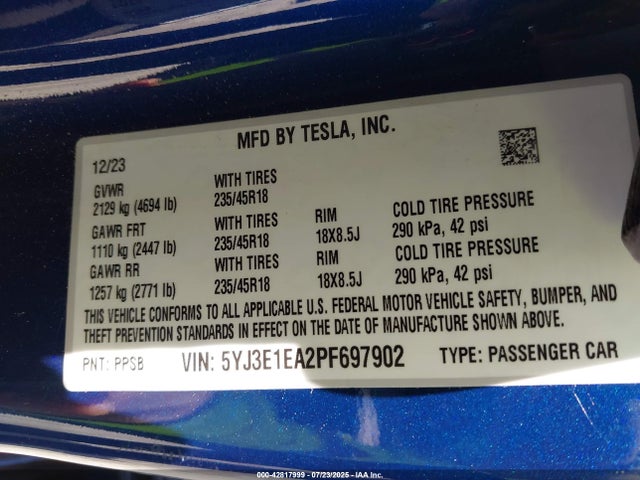 MFD BY TESLA, INC.
12/23
GVWR WITH TIRES
2129 kg (4694 lb) 235/45R18
GAWR FRT WITH TIRES RIM COLD TIRE PRESSURE
1110 kg (2447 lb) 235/45R18 18X8.5J 290 kPa, 42 psi
GAWR RR WITH TIRES RIM COLD TIRE PRESSURE
1257 kg (2771 lb) 235/45R18 18X8.5J 290 kPa, 42 psi
THIS VEHICLE CONFORMS TO ALL APPLICABLE U.S. FEDERAL MOTOR VEHICLE SAFETY, BUMPER, AND
THEFT PREVENTION STANDARDS IN EFFECT ON THE DATE OF MANUFACTURE SHOWN ABOVE.
PNT: PPSB VIN: 5YJ3E1EA2PF697902 TYPE: PASSENGER CAR
000-42817999 - 07/23/2025 - IAA Inc.